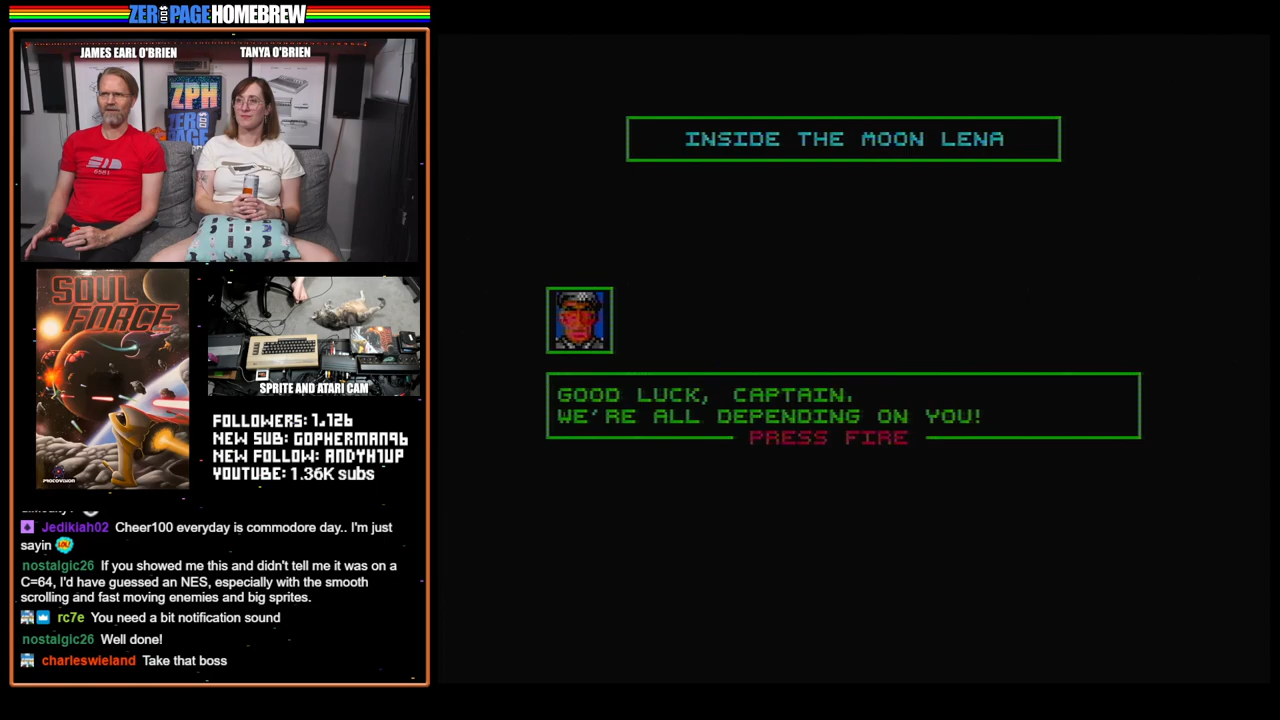 ZEROPAGE HOMEBREW
JAMES EARL O'BRIEN
TANYA O'BRIEN
ZPH
6581
SOUL
FORCE
SPRITE AND ATARI CAM
FOLLOWERS: 1,126
NEW SUB: GOPHERMAN96
NEW FOLLOW: ANDYH1UP
YOUTUBE: 1.36K subs
Jedikiah02 Cheer100 everyday is commodore day.. I'm just
sayin
nostalgic26 If you showed me this and didn't tell me it was on a
C=64, I'd have guessed an NES, especially with the smooth
scrolling and fast moving enemies and big sprites.
rc7e You need a bit notification sound
nostalgic26 Well done!
charleswieland Take that boss
INSIDE THE MOON LENA
GOOD LUCK, CAPTAIN.
WE'RE ALL DEPENDING ON YOU!
PRESS FIRE